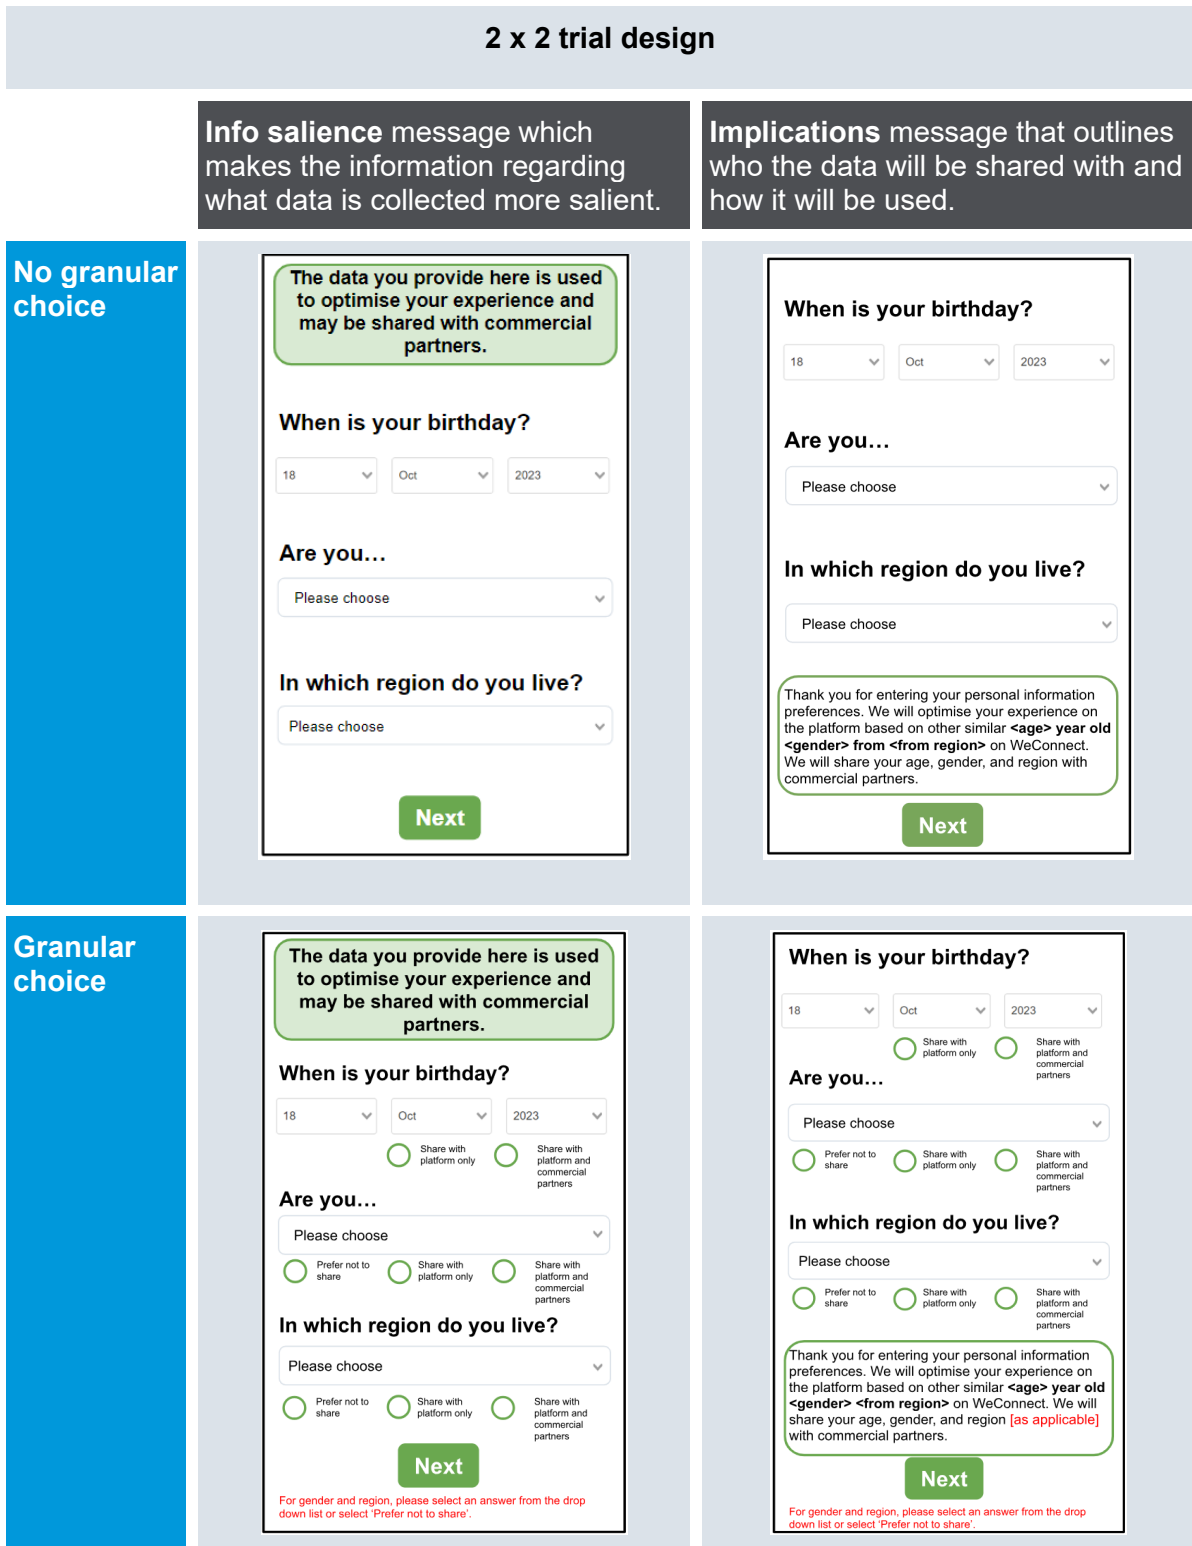 2 x 2 trial design
Info salience message which
makes the information regarding
what data is collected more salient.
Implications message that outlines
who the data will be shared with and
how it will be used.
No granular
choice
The data you provide here is used
to optimise your experience and
may be shared with commercial
partners.
When is your birthday?
18 Oct 2023
Are you...
Please choose
In which region do you live?
Please choose
Next
When is your birthday?
18 Oct 2023
Are you...
Please choose
In which region do you live?
Please choose
Thank you for entering your personal information
preferences. We will optimise your experience on
the platform based on other similar <age> year old
<gender> from <from region> on WeConnect.
We will share your age, gender, and region with
commercial partners.
Next
Granular
choice
The data you provide here is used
to optimise your experience and
may be shared with commercial
partners.
When is your birthday?
18 Oct 2023
Share with
platform only
Share with
platform and
commercial
partners
Are you...
Please choose
Prefer not to
share
Share with
platform only
Share with
platform and
commercial
partners
In which region do you live?
Please choose
Prefer not to
share
Share with
platform only
Share with
platform and
commercial
partners
Next
For gender and region, please select an answer from the drop
down list or select ‘Prefer not to share’.
When is your birthday?
18 Oct 2023
Share with
platform only
Share with
platform and
commercial
partners
Are you...
Please choose
Prefer not to
share
Share with
platform only
Share with
platform and
commercial
partners
In which region do you live?
Please choose
Prefer not to
share
Share with
platform only
Share with
platform and
commercial
partners
Thank you for entering your personal information
preferences. We will optimise your experience on
the platform based on other similar <age> year old
<gender> <from region> on WeConnect. We will
share your age, gender, and region [as applicable]
with commercial partners.
Next
For gender and region, please select an answer from the drop
down list or select ‘Prefer not to share’.